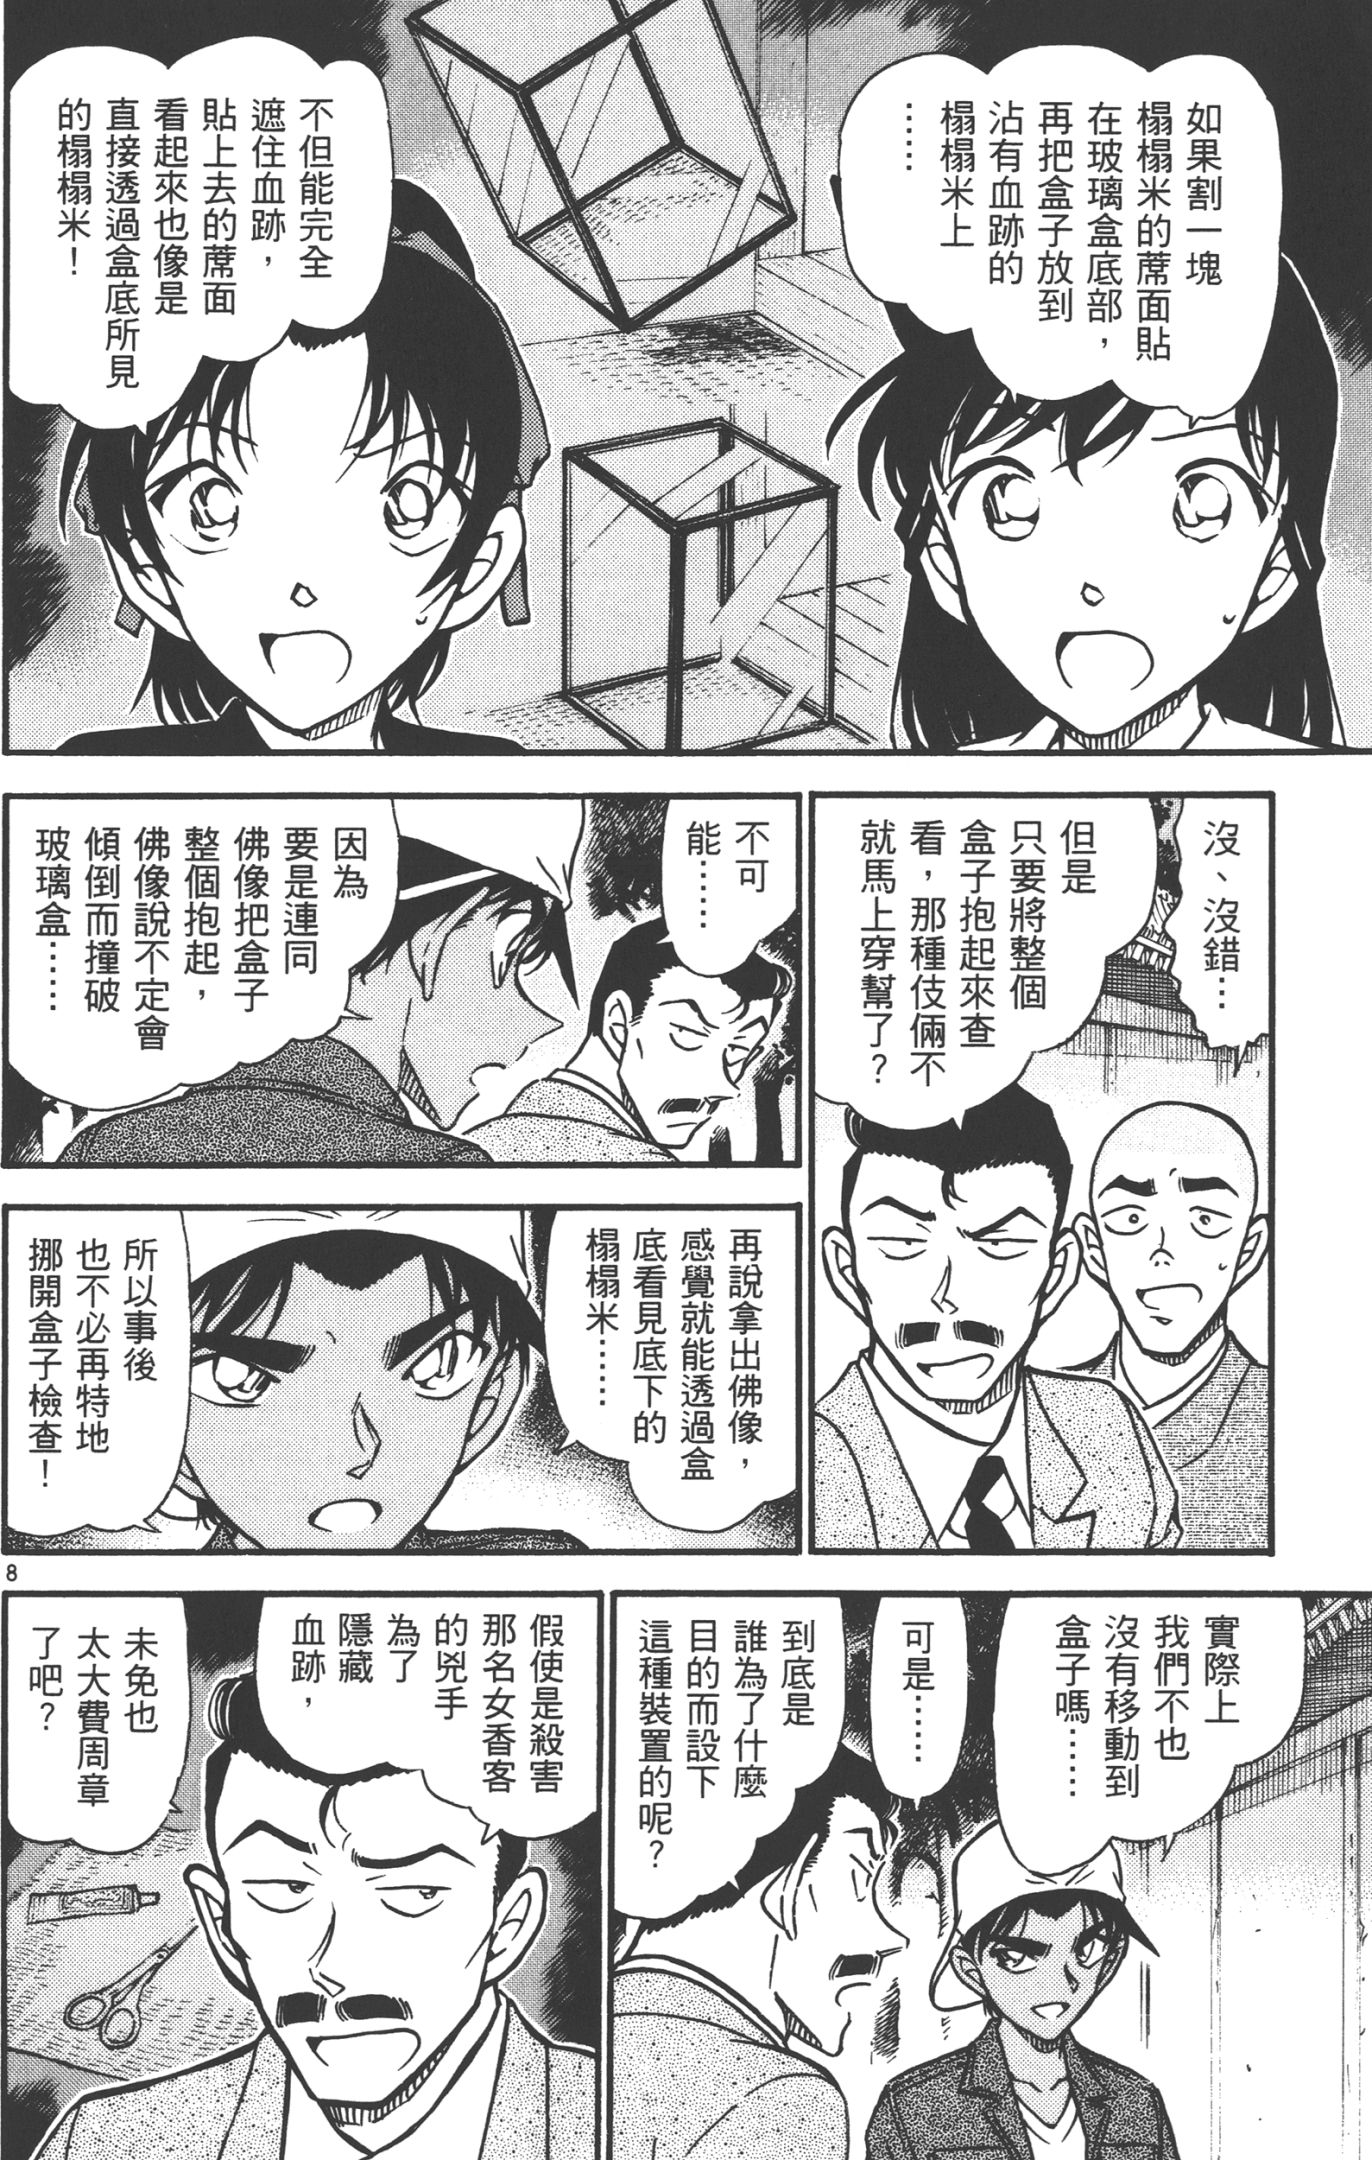 如果割一塊
榻榻米的蓆面貼
在玻璃盒底部，
再把盒子放到
沾有血跡的
榻榻米上
……
不但能完全
遮住血跡，
貼上去的蓆面
看起來也像是
直接透過盒底所見
的榻榻米！
沒、沒錯…
但是
只要將整個
盒子抱起來查
看，那種伎倆不
就馬上穿幫了？
不可
能……
因為
要是連同
佛像把盒子
整個抱起，
佛像說不定會
傾倒而撞破
玻璃盒……
再說拿出佛像，
感覺就能透過盒
底看見底下的
榻榻米……
所以事後
也不必再特地
挪開盒子檢查！
8
實際上
我們不也
沒有移動到
盒子嗎……
可是……
到底是
誰為了什麼
目的而設下
這種裝置的呢？
假使是殺害
那名女香客
的兇手
為了
隱藏
血跡，
未免也
太大費周章
了吧？